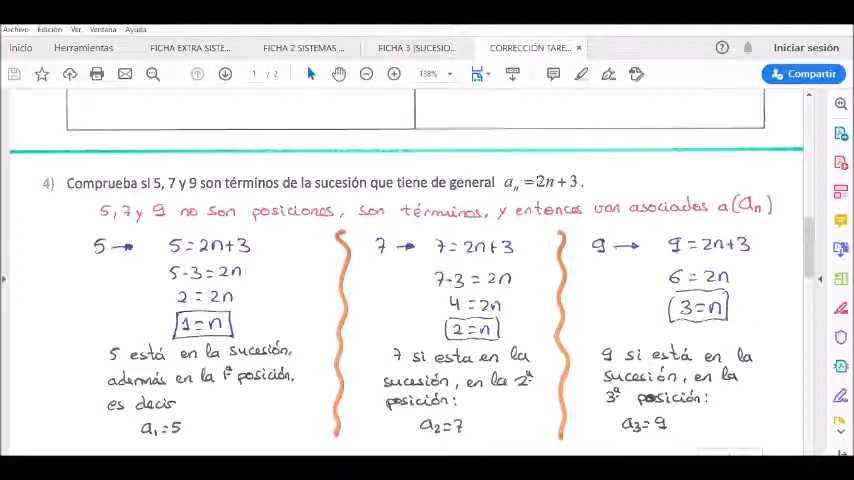 Archivo Edición Ver Ventana Ayuda
Inicio Herramientas FICHA EXTRA SISTE... FICHA 2 SISTEMAS ... FICHA 3 (SUCESIO... CORRECCIÓN TARE... × Iniciar sesión
1 / 2 138% Compartir
4) Comprueba si 5, 7 y 9 son términos de la sucesión que tiene de general aₙ = 2n + 3.
5, 7 y 9 no son posiciones, son términos, y entonces van asociados a (aₙ)
5 → 5 = 2n+3
5-3 = 2n
2 = 2n
1 = n
5 está en la sucesión,
además en la 1ª posición,
es decir
a₁ = 5
7 → 7 = 2n+3
7-3 = 2n
4 = 2n
2 = n
7 si esta en la
sucesión, en la 2ª
posición:
a₂ = 7
9 → 9 = 2n+3
6 = 2n
3 = n
9 si está en la
sucesión, en la
3ª posición:
a₃ = 9